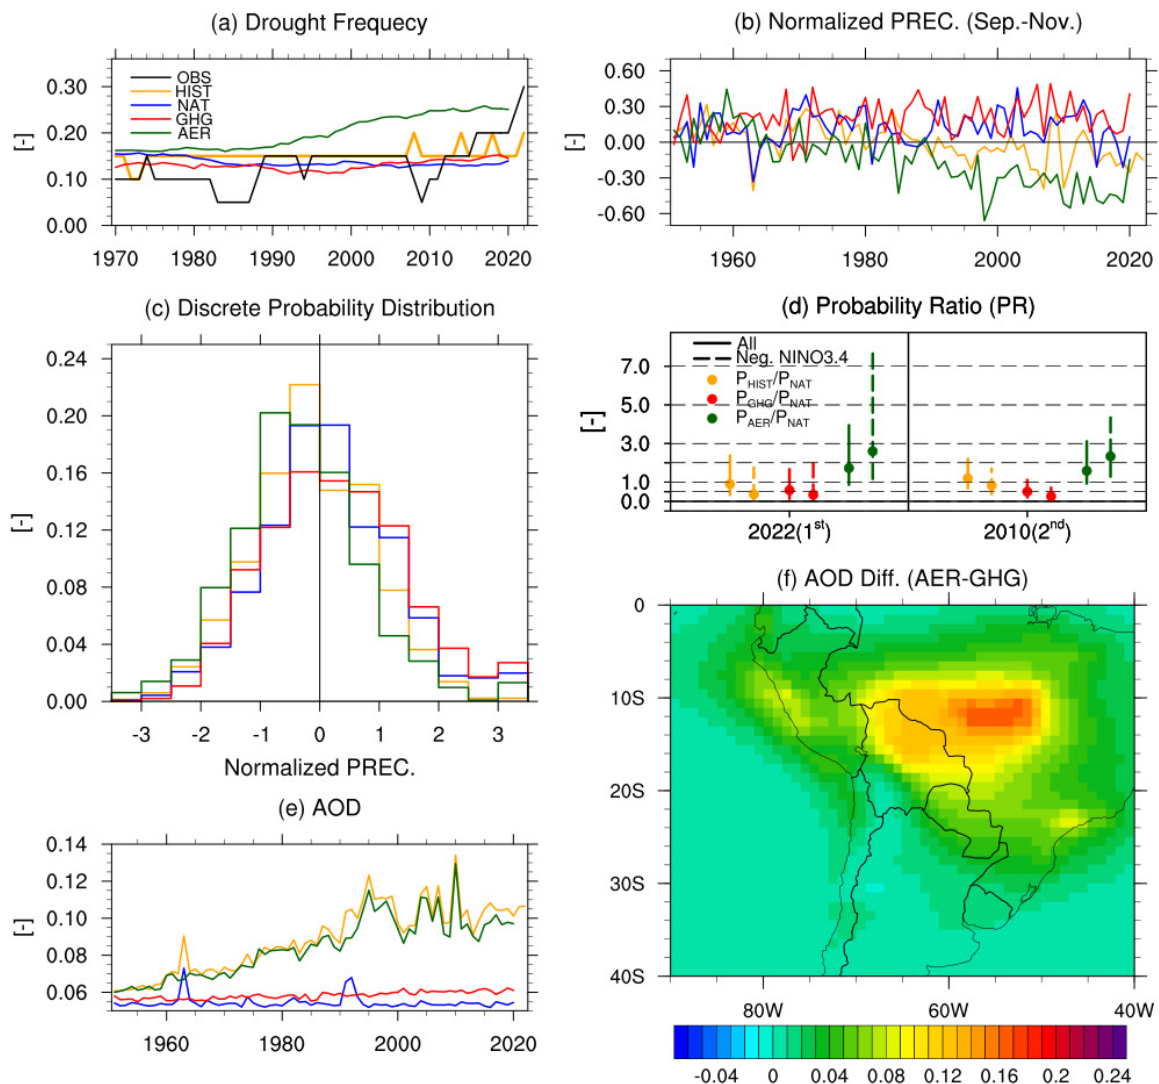 (a) Drought Frequecy
[-]
0.30
0.20
0.10
0.00
OBS
HIST
NAT
GHG
AER
1970 1980 1990 2000 2010 2020
(b) Normalized PREC. (Sep.-Nov.)
[-]
0.60
0.30
0.00
-0.30
-0.60
1960 1980 2000 2020
(c) Discrete Probability Distribution
[-]
0.24
0.20
0.16
0.12
0.08
0.04
0.00
-3 -2 -1 0 1 2 3
Normalized PREC.
(d) Probability Ratio (PR)
[-]
7.0
5.0
3.0
1.0
0.0
All
Neg. NINO3.4
P_HIST/P_NAT
P_GHG/P_NAT
P_AER/P_NAT
2022(1st) 2010(2nd)
(e) AOD
[-]
0.14
0.12
0.10
0.08
0.06
1960 1980 2000 2020
(f) AOD Diff. (AER-GHG)
0
10S
20S
30S
40S
80W 60W 40W
-0.04 0 0.04 0.08 0.12 0.16 0.2 0.24